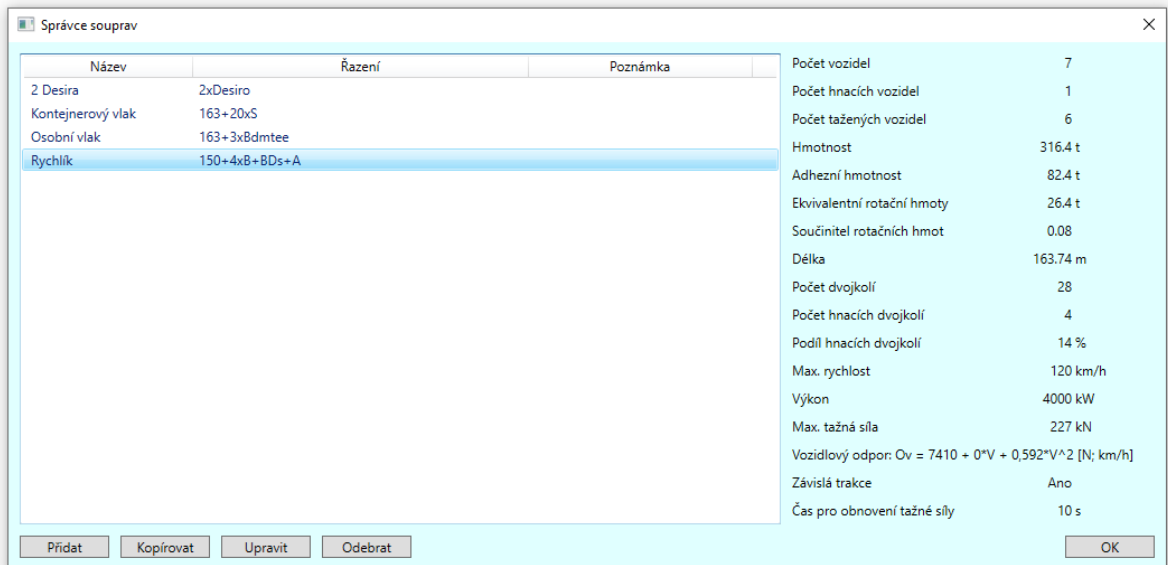 Správce souprav
Název Řazení Poznámka
2 Desira 2xDesiro
Kontejnerový vlak 163+20xS
Osobní vlak 163+3xBdmtee
Rychlík 150+4xB+BDs+A
Počet vozidel 7
Počet hnacích vozidel 1
Počet tažených vozidel 6
Hmotnost 316.4 t
Adhezní hmotnost 82.4 t
Ekvivalentní rotační hmoty 26.4 t
Součinitel rotačních hmot 0.08
Délka 163.74 m
Počet dvojkolí 28
Počet hnacích dvojkolí 4
Podíl hnacích dvojkolí 14 %
Max. rychlost 120 km/h
Výkon 4000 kW
Max. tažná síla 227 kN
Vozidlový odpor: Ov = 7410 + 0*V + 0,592*V^2 [N; km/h]
Závislá trakce Ano
Čas pro obnovení tažné síly 10 s
Přidat Kopírovat Upravit Odebrat OK